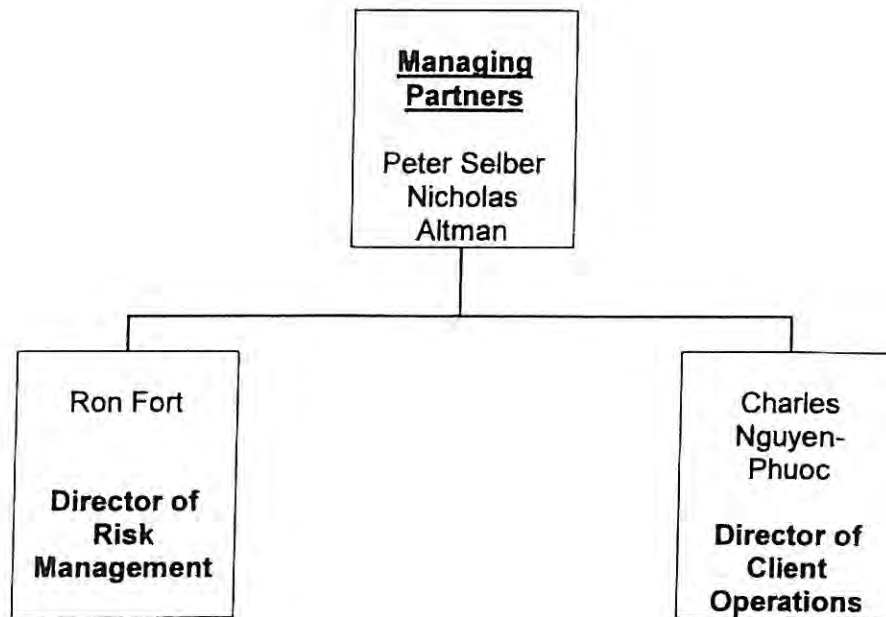 Managing
Partners
Peter Selber
Nicholas
Altman
Ron Fort
Director of
Risk
Management
Charles
Nguyen-
Phuoc
Director of
Client
Operations